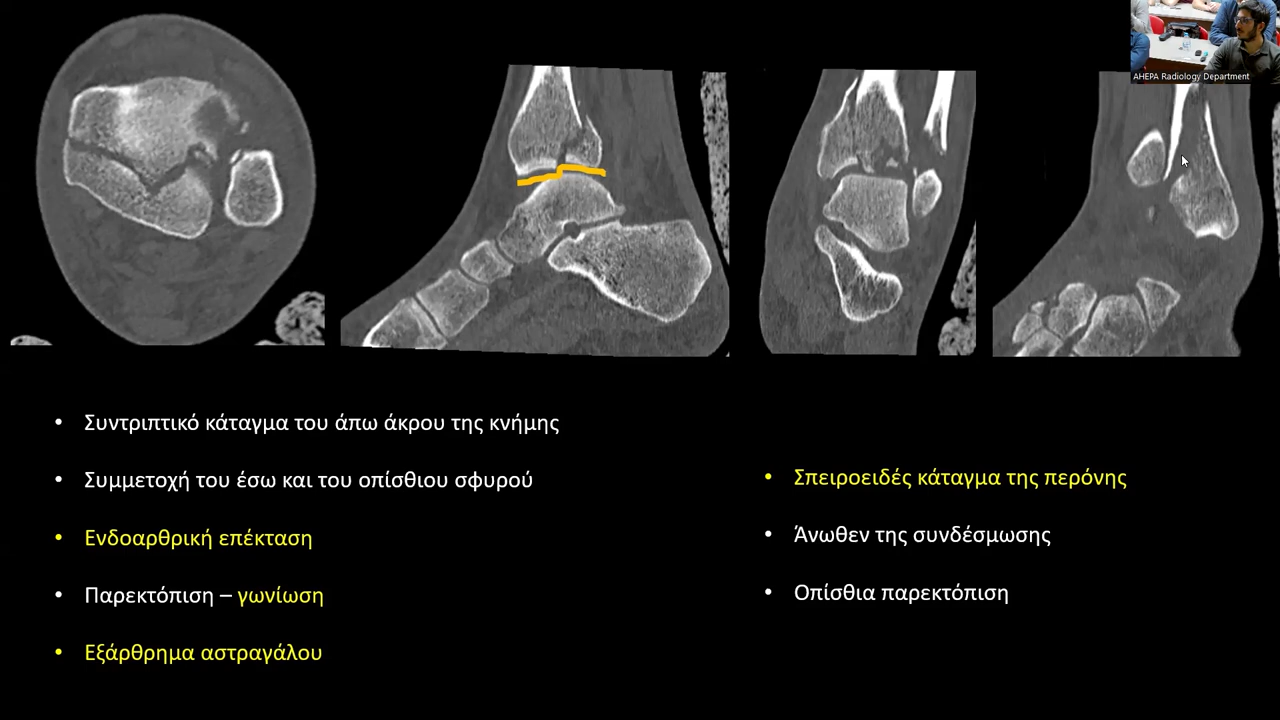 AHEPA Radiology Department
• Συντριπτικό κάταγμα του άπω άκρου της κνήμης
• Συμμετοχή του έσω και του οπίσθιου σφυρού
• Ενδοαρθρική επέκταση
• Παρεκτόπιση – γωνίωση
• Εξάρθρημα αστραγάλου
• Σπειροειδές κάταγμα της περόνης
• Άνωθεν της συνδέσμωσης
• Οπίσθια παρεκτόπιση